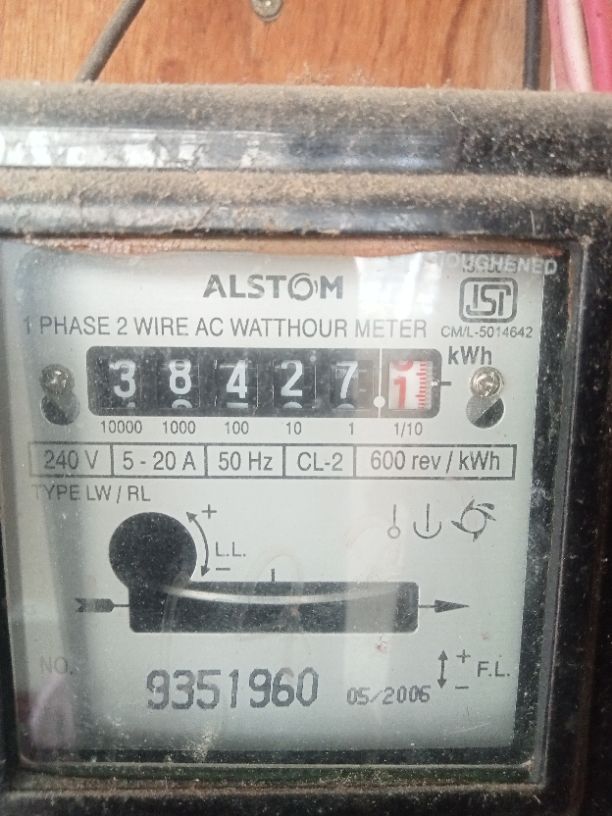 TOUGHENED
ALSTOM
ISI
1 PHASE 2 WIRE AC WATTHOUR METER CM/L-5014642
3 8 4 2 7 . 1 kWh
10000 1000 100 10 1 1/10
240 V 5 - 20 A 50 Hz CL-2 600 rev / kWh
TYPE LW / RL
+
L.L.
–
NO. 9351960 05/2006
+ F.L.
–